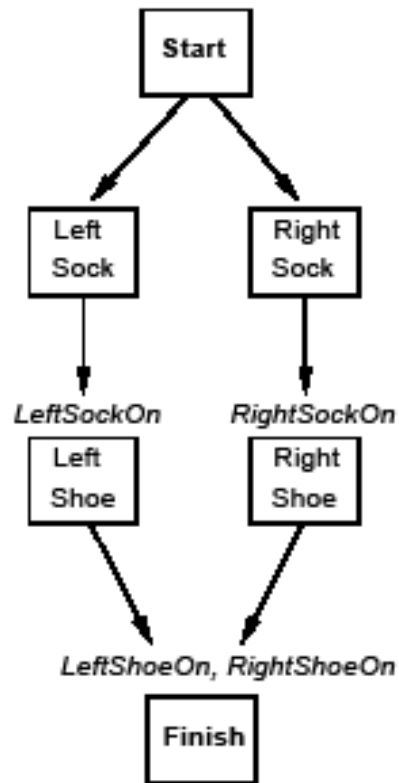 Start
Left
Sock
Right
Sock
LeftSockOn
RightSockOn
Left
Shoe
Right
Shoe
LeftShoeOn, RightShoeOn
Finish